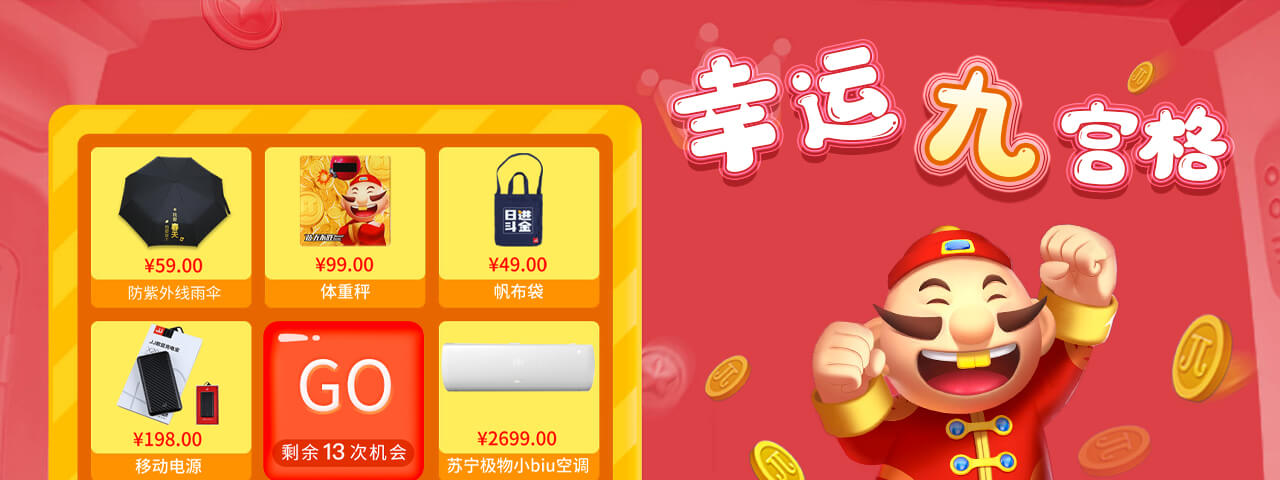 幸运九宫格
春天
¥59.00
防紫外线雨伞
¥99.00
体重秤
日进
斗金
¥49.00
帆布袋
¥198.00
移动电源
GO
剩余13次机会
¥2699.00
苏宁极物小biu空调